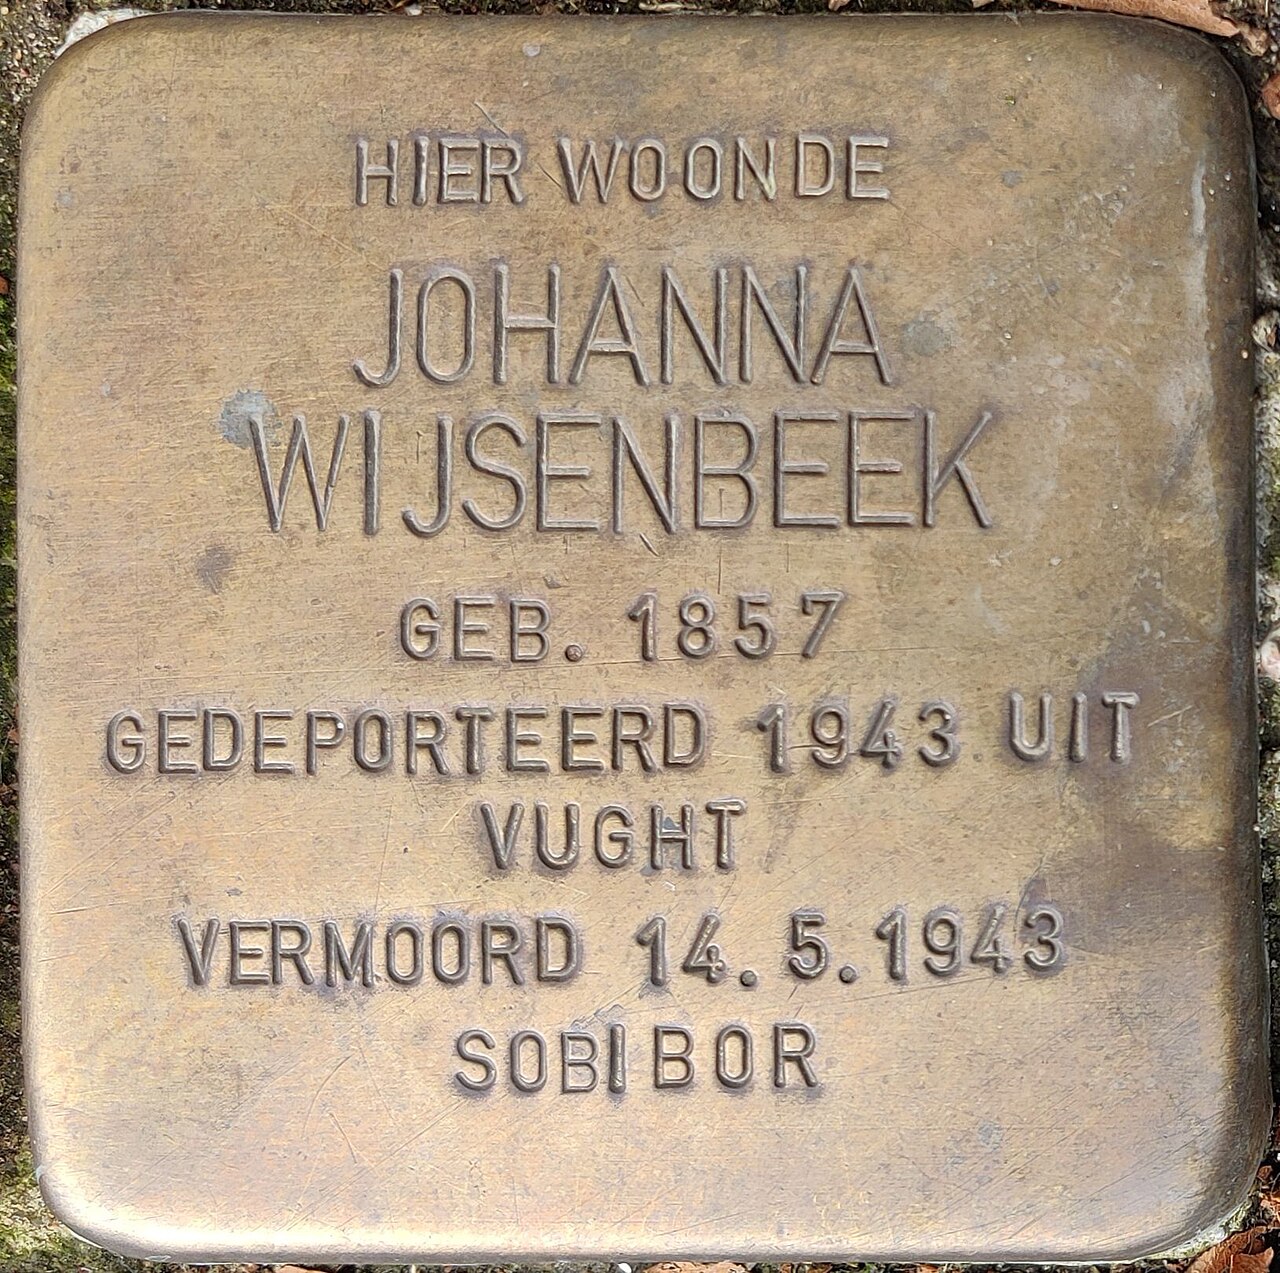 HIER WOONDE
JOHANNA
WIJSENBEEK
GEB. 1857
GEDEPORTEERD 1943 UIT
VUGHT
VERMOORD 14.5.1943
SOBIBOR